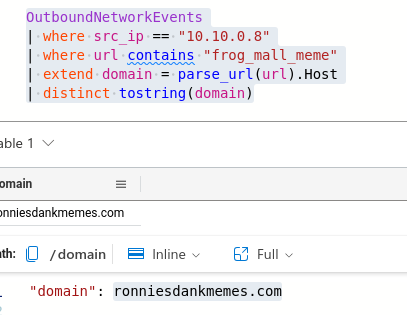 OutboundNetworkEvents
| where src_ip == "10.10.0.8"
| where url contains "frog_mall_meme"
| extend domain = parse_url(url).Host
| distinct tostring(domain)
able 1
omain
onniesdankmemes.com
th: /domain Inline Full
"domain": ronniesdankmemes.com